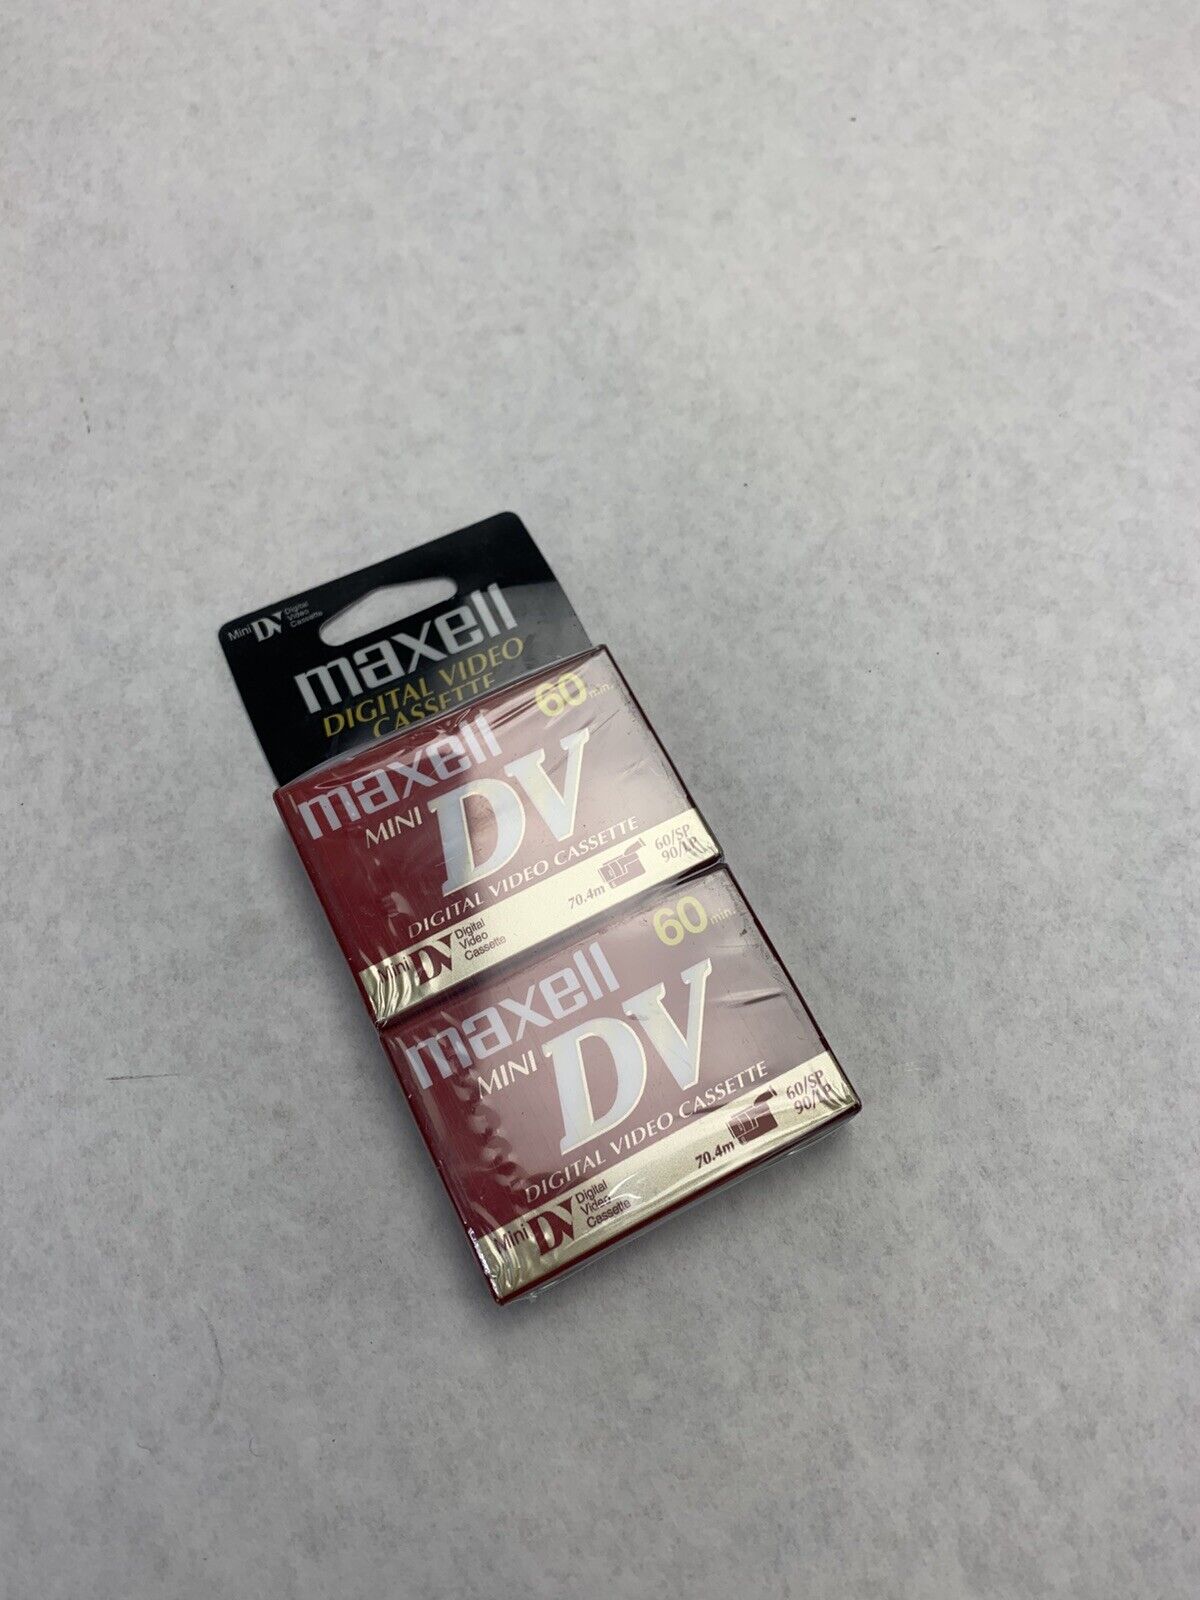 Mini DV Digital
Video
Cassette
maxell
DIGITAL VIDEO
CASSETTE
maxell 60 min.
MINI DV
DIGITAL VIDEO CASSETTE
70.4m 60/SP
90/LP
Mini DV Digital
Video
Cassette
maxell 60 min.
MINI DV
DIGITAL VIDEO CASSETTE
70.4m 60/SP
90/LP
Mini DV Digital
Video
Cassette